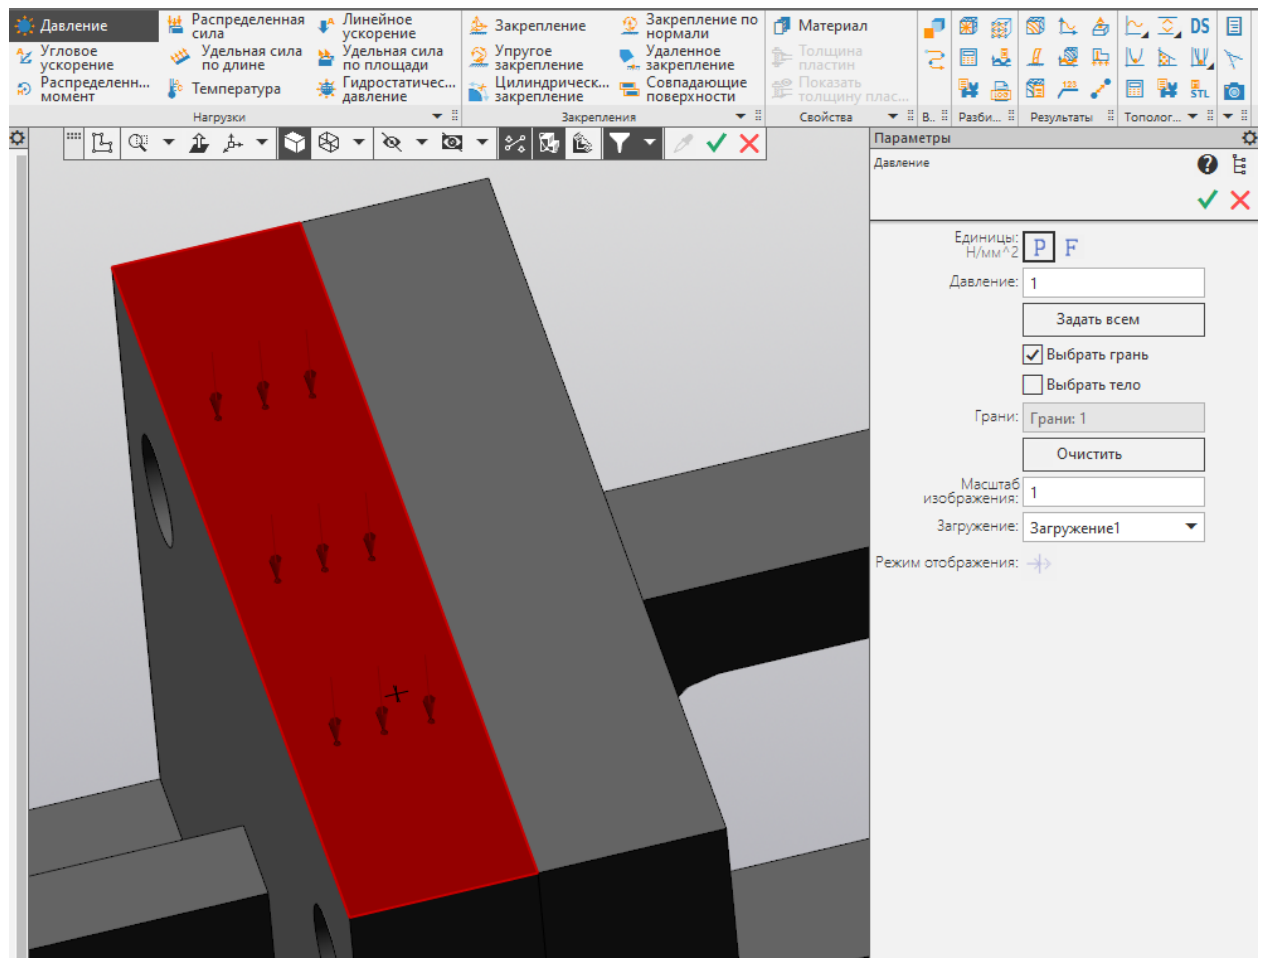 Давление
Распределенная
сила
Линейное
ускорение
Закрепление
Закрепление по
нормали
Материал
DS
Угловое
ускорение
Удельная сила
по длине
Удельная сила
по площади
Упругое
закрепление
Удаленное
закрепление
Толщина
пластин
Распределенн...
момент
Температура
Гидростатичес...
давление
Цилиндрическ...
закрепление
Совпадающие
поверхности
Показать
толщину плас...
123
STL
Нагрузки
Закрепления
Свойства
В..
Разби...
Результаты
Тополог...
Параметры
Давление
Единицы:
Н/мм^2
P F
Давление: 1
Задать всем
Выбрать грань
Выбрать тело
Грани: Грани: 1
Очистить
Масштаб
изображения: 1
Загружение: Загружение1
Режим отображения: